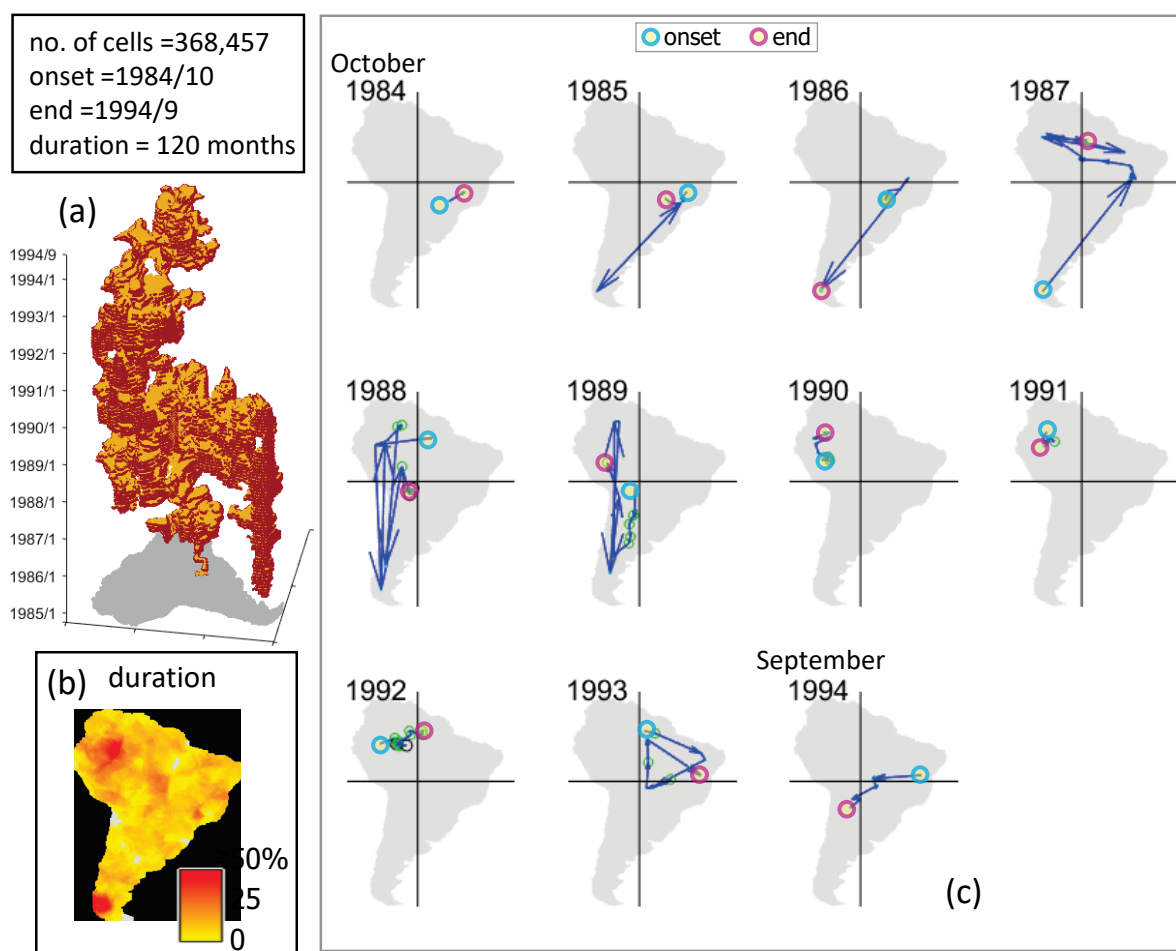 no. of cells =368,457
onset =1984/10
end =1994/9
duration = 120 months
(a)
1994/9
1994/1
1993/1
1992/1
1991/1
1990/1
1989/1
1988/1
1987/1
1986/1
1985/1
(b) duration
50%
25
0
onset end
October
1984 1985 1986 1987
1988 1989 1990 1991
September
1992 1993 1994
(c)